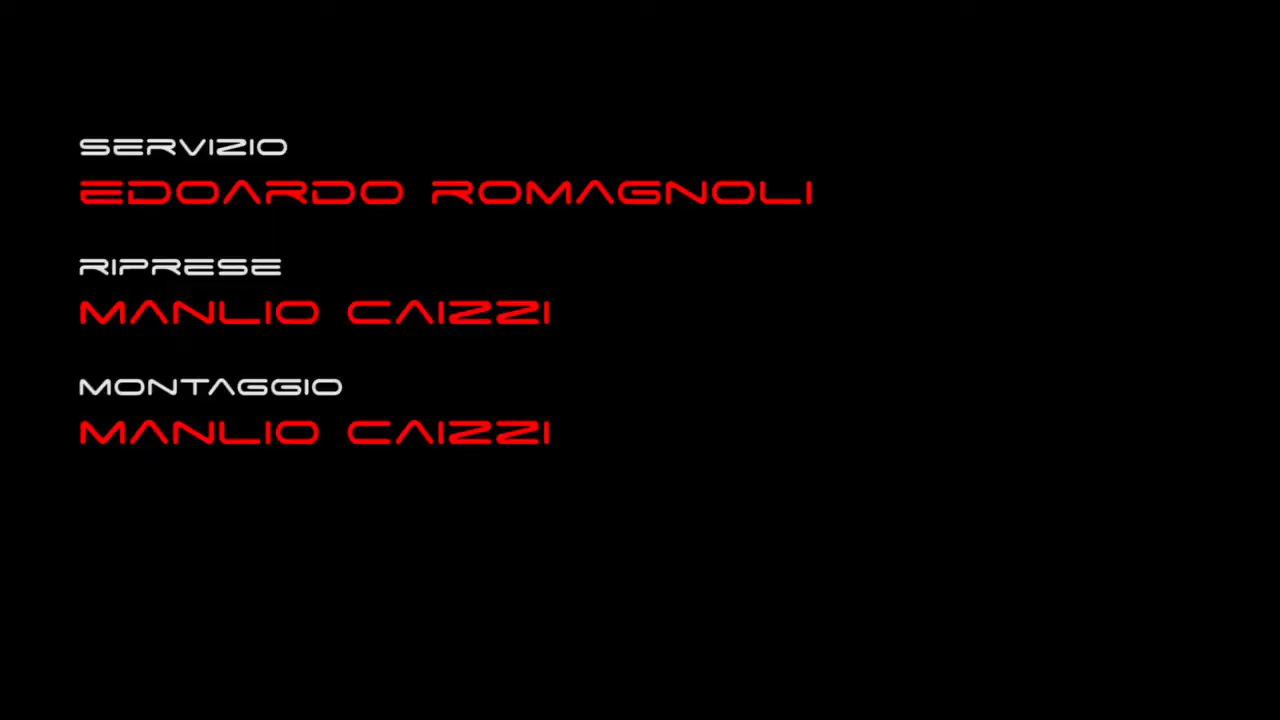 SERVIZIO
EDOARDO ROMAGNOLI
RIPRESE
MANLIO CAIZZI
MONTAGGIO
MANLIO CAIZZI